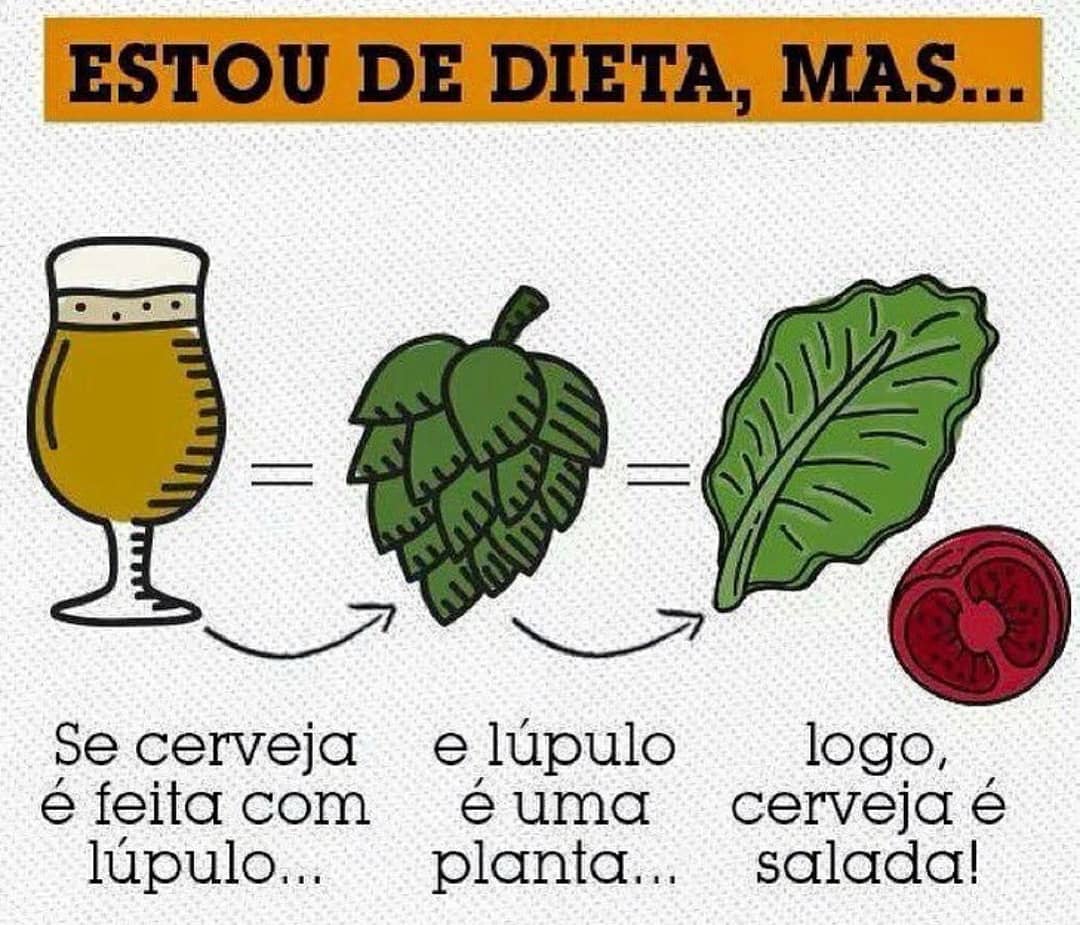 ESTOU DE DIETA, MAS...
Se cerveja
é feita com
lúpulo...
e lúpulo
é uma
planta...
logo,
cerveja é
salada!